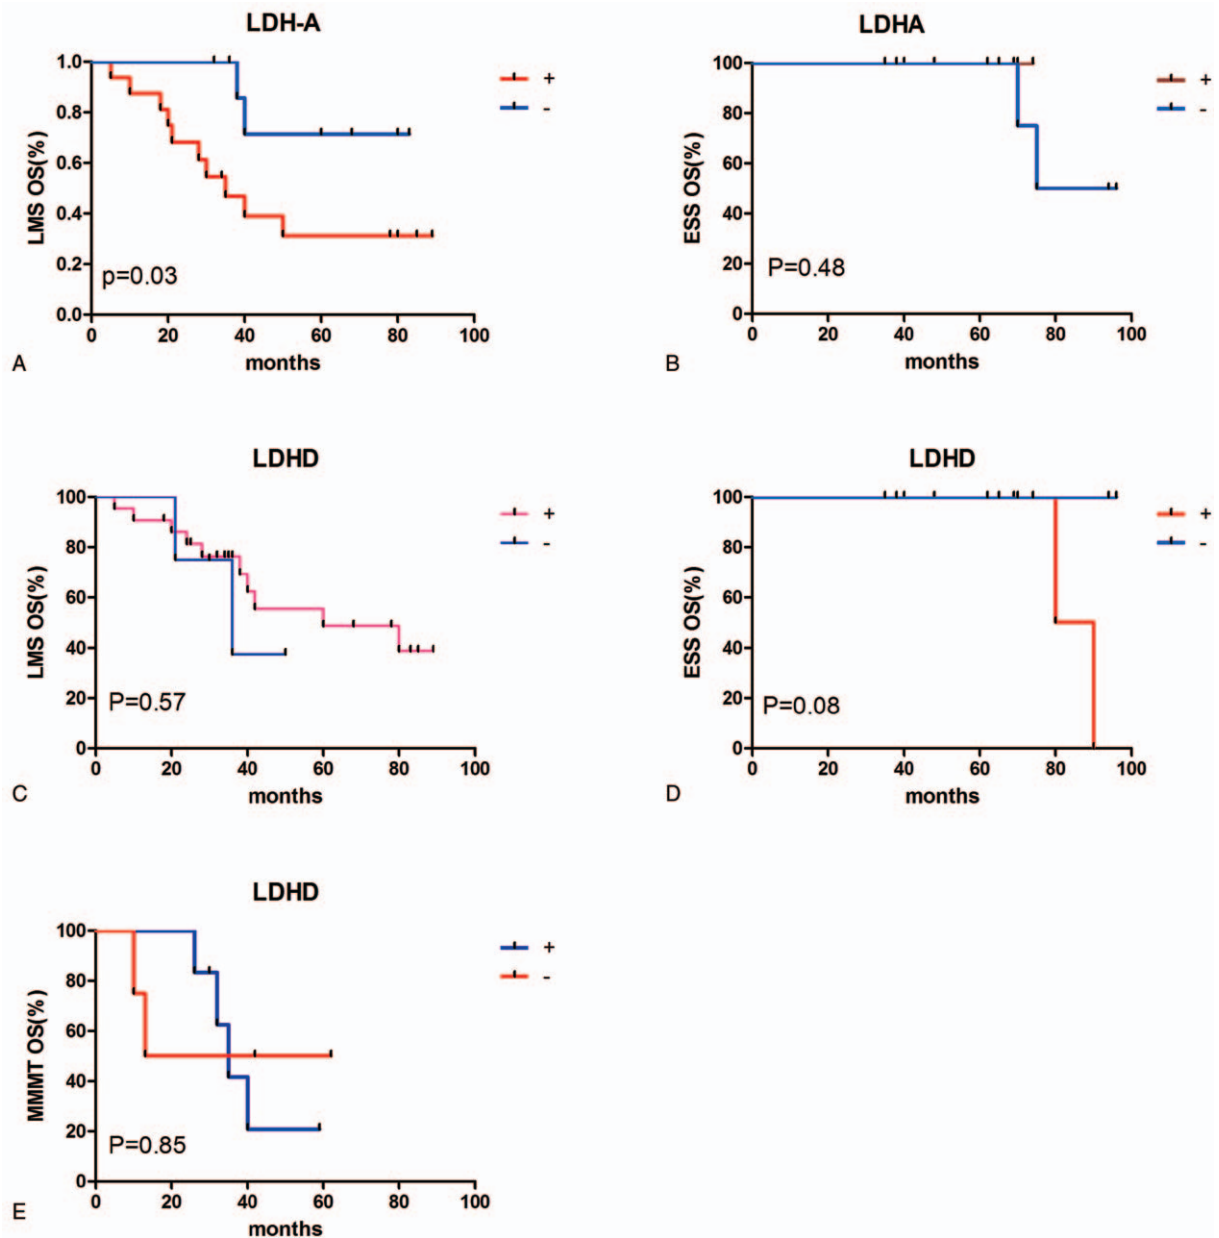 LDH-A
1.0
0.8
0.6
0.4
0.2
0.0
LMS OS(%)
p=0.03
0 20 40 60 80 100
months
+
-
A
LDHA
100
80
60
40
20
0
ESS OS(%)
P=0.48
0 20 40 60 80 100
months
+
-
B
LDHD
100
80
60
40
20
0
LMS OS(%)
P=0.57
0 20 40 60 80 100
months
+
-
C
LDHD
100
80
60
40
20
0
ESS OS(%)
P=0.08
0 20 40 60 80 100
months
+
-
D
LDHD
100
80
60
40
20
0
MMMT OS(%)
P=0.85
0 20 40 60 80 100
months
+
-
E